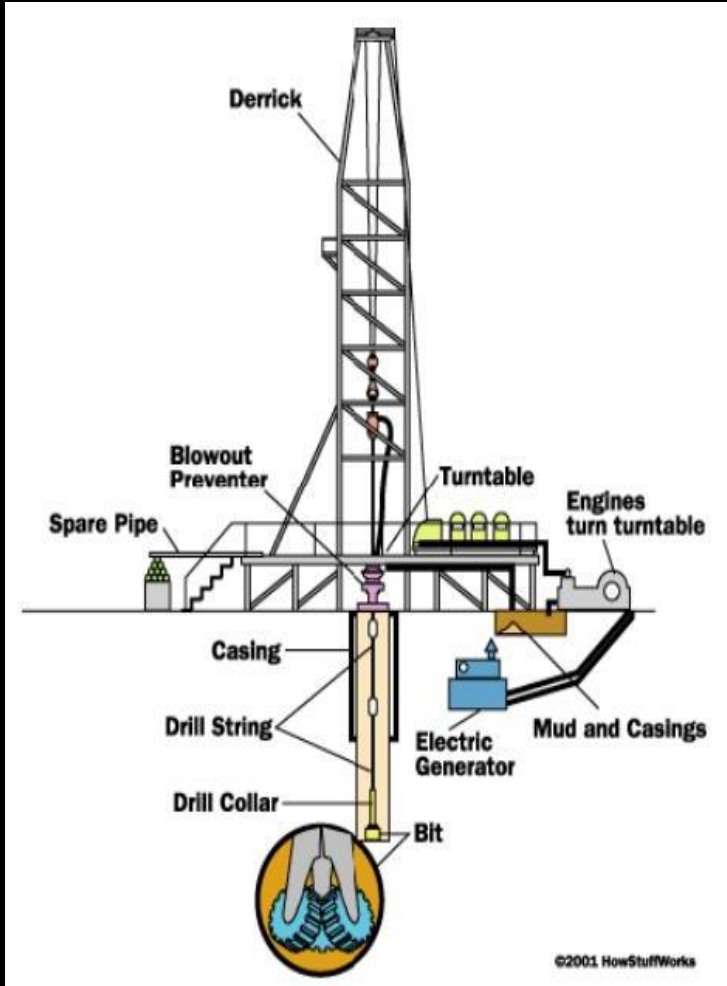 Derrick
Blowout
Preventer
Turntable
Engines
turn turntable
Spare Pipe
Casing
Drill String
Electric
Generator
Mud and Casings
Drill Collar
Bit
©2001 HowStuffWorks